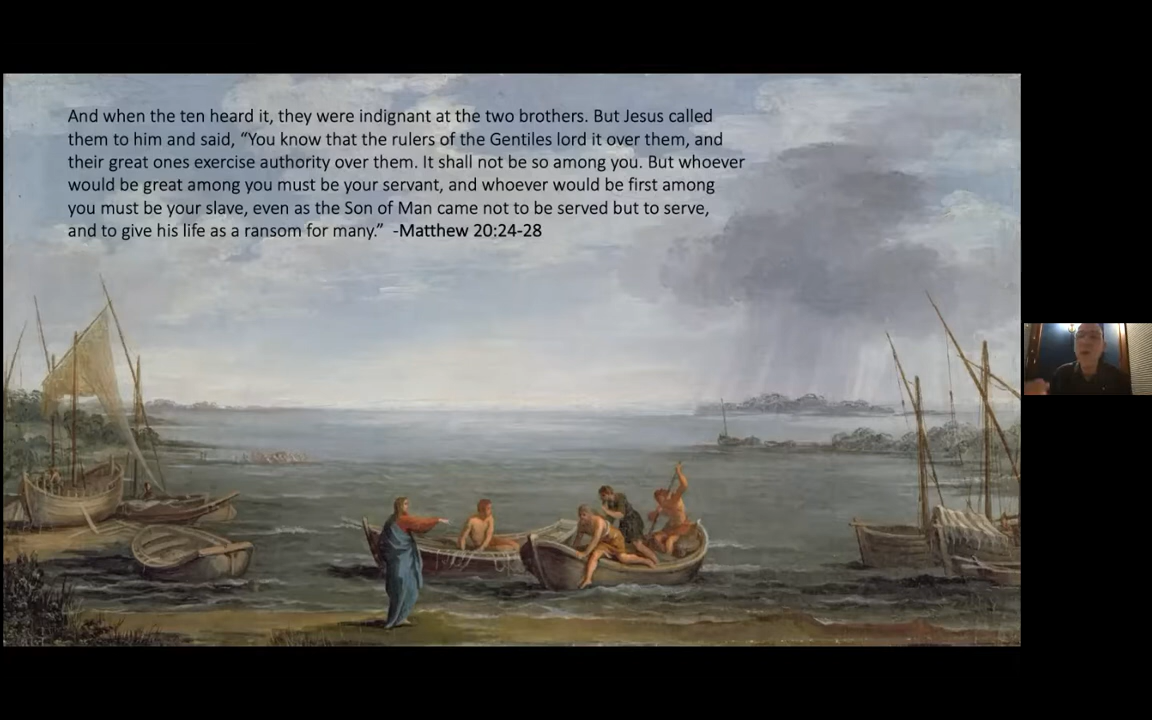 And when the ten heard it, they were indignant at the two brothers. But Jesus called
them to him and said, “You know that the rulers of the Gentiles lord it over them, and
their great ones exercise authority over them. It shall not be so among you. But whoever
would be great among you must be your servant, and whoever would be first among
you must be your slave, even as the Son of Man came not to be served but to serve,
and to give his life as a ransom for many.” -Matthew 20:24-28